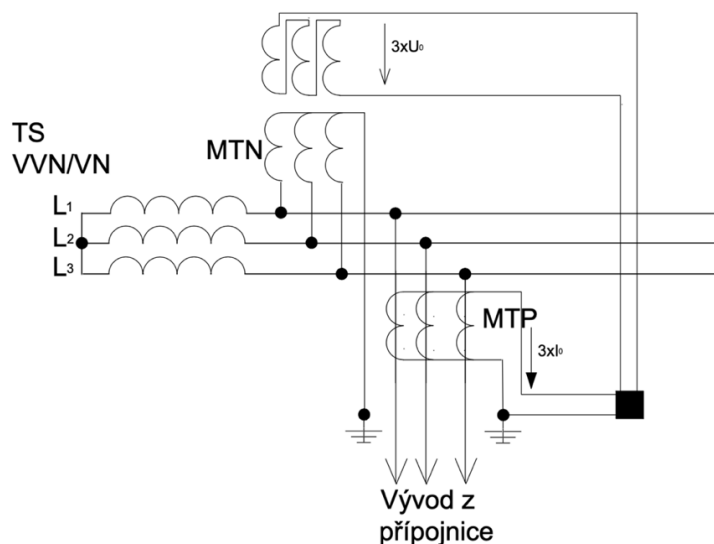 3xU₀
TS
VVN/VN
MTN
L₁
L₂
L₃
MTP
3xI₀
Vývod z
přípojnice